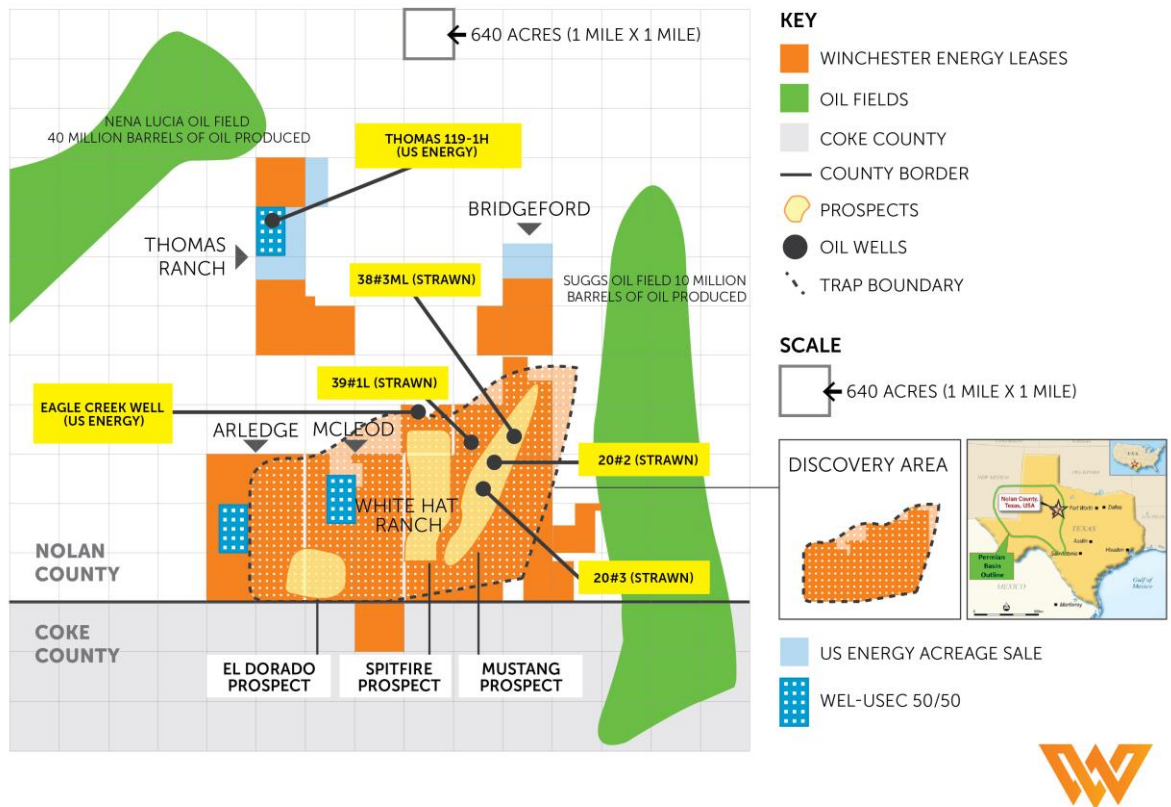 640 ACRES (1 MILE X 1 MILE)
NENA LUCIA OIL FIELD
40 MILLION BARRELS OF OIL PRODUCED
THOMAS 119-1H
(US ENERGY)
THOMAS
RANCH
BRIDGEFORD
38#3ML (STRAWN)
SUGGS OIL FIELD 10 MILLION
BARRELS OF OIL PRODUCED
39#1L (STRAWN)
EAGLE CREEK WELL
(US ENERGY)
ARLEDGE
MCLEOD
20#2 (STRAWN)
WHITE HAT
RANCH
NOLAN
COUNTY
20#3 (STRAWN)
COKE
COUNTY
EL DORADO
PROSPECT
SPITFIRE
PROSPECT
MUSTANG
PROSPECT
KEY
WINCHESTER ENERGY LEASES
OIL FIELDS
COKE COUNTY
COUNTY BORDER
PROSPECTS
OIL WELLS
TRAP BOUNDARY
SCALE
640 ACRES (1 MILE X 1 MILE)
DISCOVERY AREA
Nolan County,
Texas, USA
Fort Worth
Dallas
TEXAS
Austin
Houston
Permian
Basin
Outline
MEXICO
Gulf of
Mexico
Monterrey
US ENERGY ACREAGE SALE
WEL-USEC 50/50